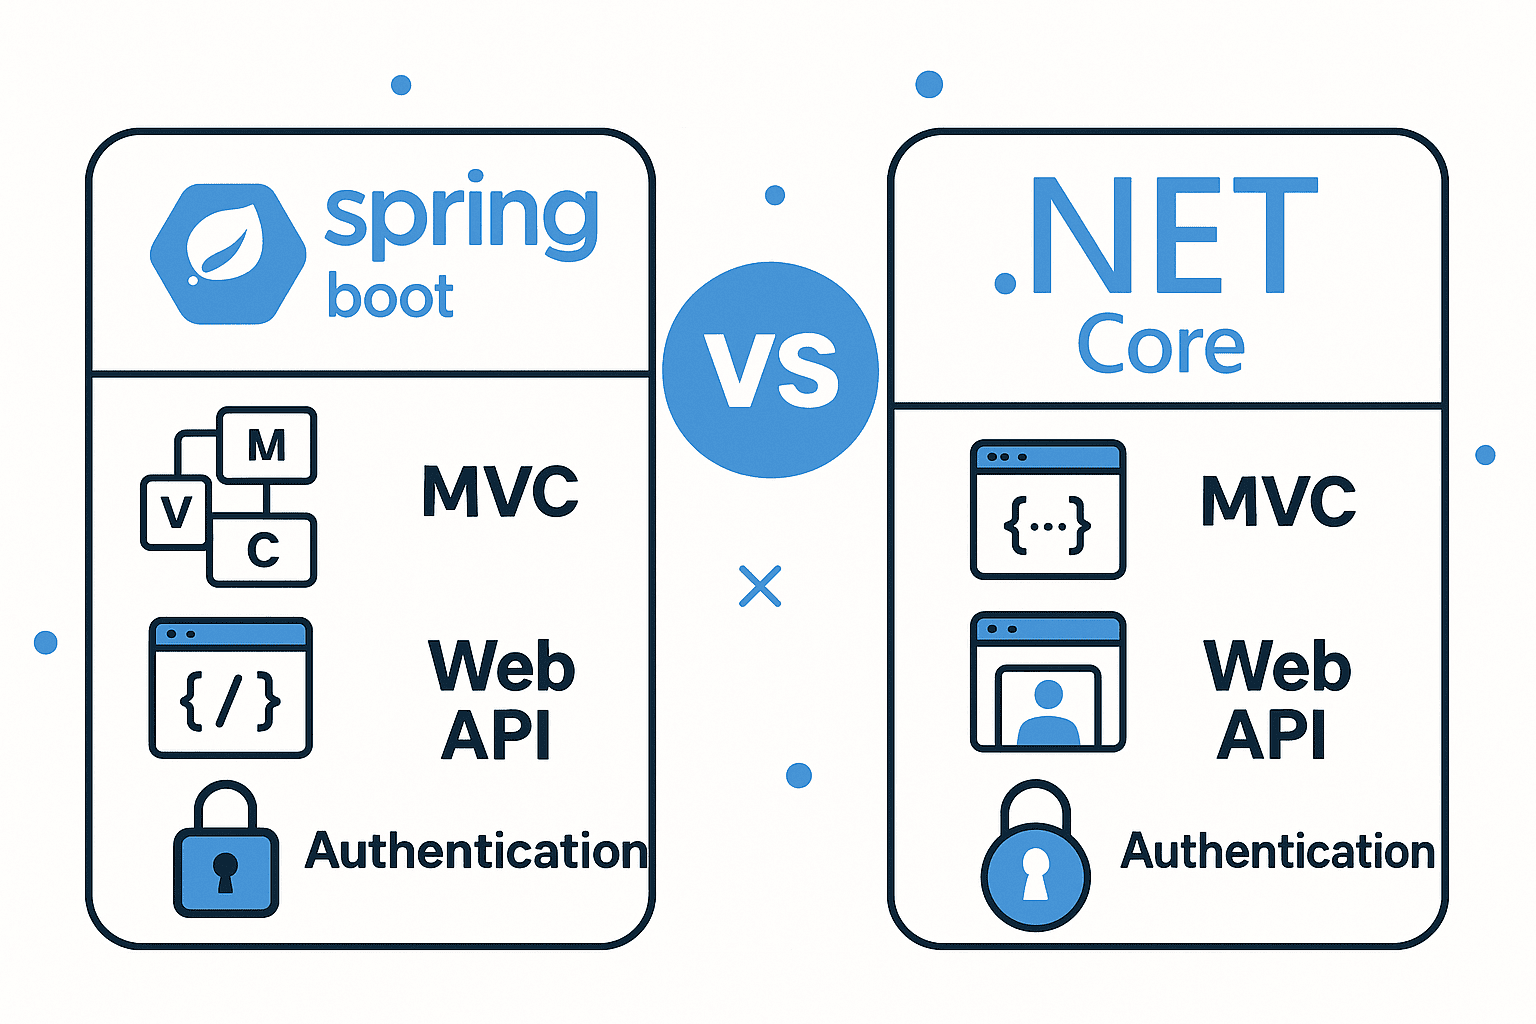 spring
boot
M
V
C
MVC
{/}
Web
API
Authentication
VS
.NET
Core
{...}
MVC
Web
API
Authentication